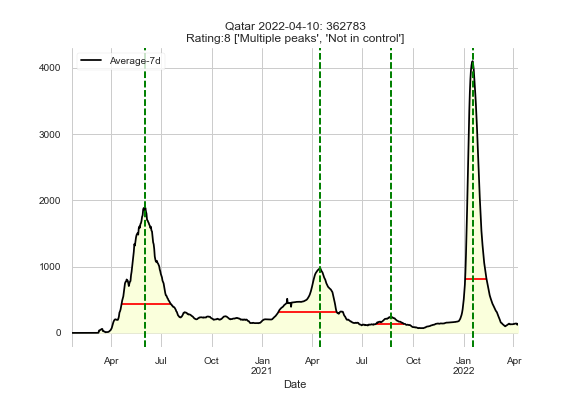 Qatar 2022-04-10: 362783
Rating:8 ['Multiple peaks', 'Not in control']
Average-7d
4000
3000
2000
1000
0
Apr Jul Oct Jan Apr Jul Oct Jan Apr
2021 2022
Date